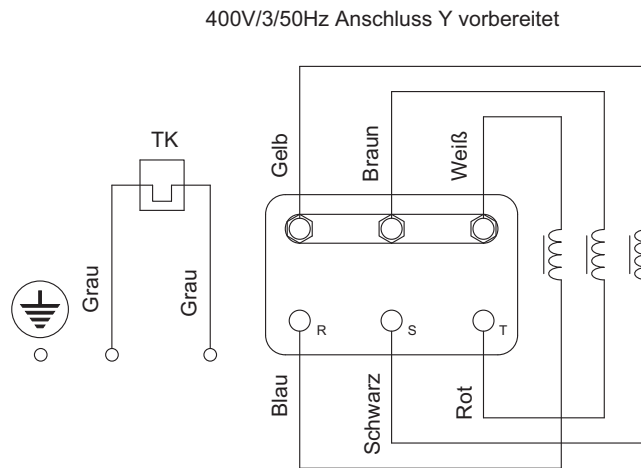 400V/3/50Hz Anschluss Y vorbereitet
TK
Gelb
Braun
Weiß
Grau
Grau
R
S
T
Blau
Schwarz
Rot